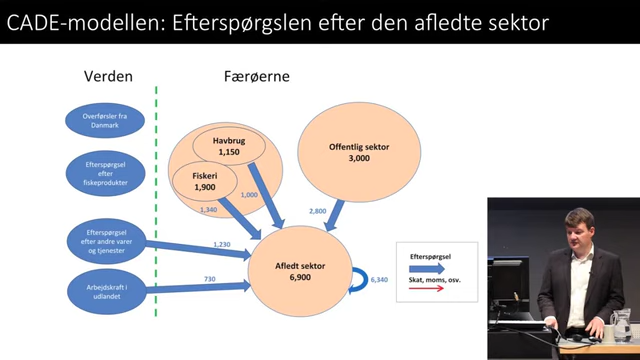 CADE-modellen: Efterspørgslen efter den afledte sektor
Verden
Færøerne
Overførsler fra
Danmark
Efterspørgsel
efter
fiskeprodukter
Efterspørgsel
efter andre varer
og tjenester
Arbejdskraft i
udlandet
Havbrug
1,150
Fiskeri
1,900
Offentlig sektor
3,000
1,000
1,340
2,800
1,230
730
Afledt sektor
6,900
6,340
Efterspørgsel
Skat, moms, osv.